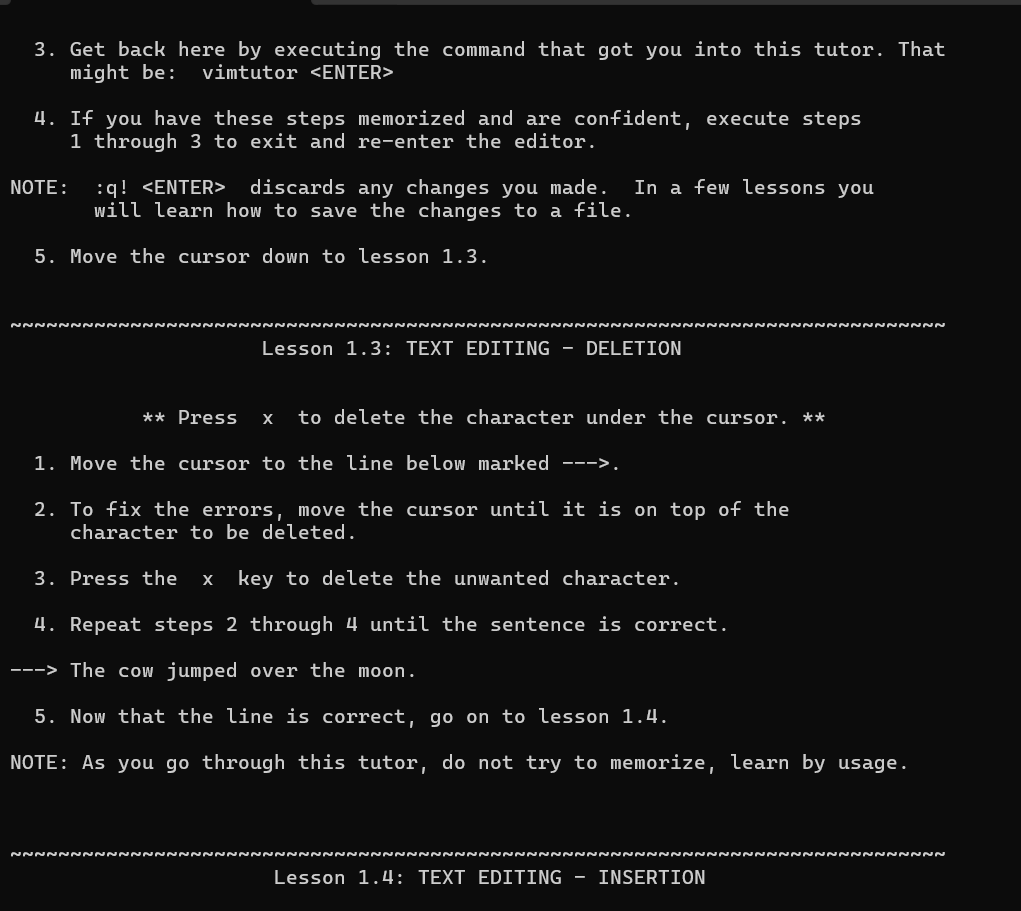 3. Get back here by executing the command that got you into this tutor. That
     might be:  vimtutor <ENTER>

  4. If you have these steps memorized and are confident, execute steps
     1 through 3 to exit and re-enter the editor.

NOTE:  :q! <ENTER>  discards any changes you made.  In a few lessons you
       will learn how to save the changes to a file.

  5. Move the cursor down to lesson 1.3.


~~~~~~~~~~~~~~~~~~~~~~~~~~~~~~~~~~~~~~~~~~~~~~~~~~~~~~~~~~~~~~~~~~~~~~~~~~~~~~
                     Lesson 1.3: TEXT EDITING - DELETION


           ** Press  x  to delete the character under the cursor. **

  1. Move the cursor to the line below marked --->.

  2. To fix the errors, move the cursor until it is on top of the
     character to be deleted.

  3. Press the  x  key to delete the unwanted character.

  4. Repeat steps 2 through 4 until the sentence is correct.

---> The cow jumped over the moon.

  5. Now that the line is correct, go on to lesson 1.4.

NOTE: As you go through this tutor, do not try to memorize, learn by usage.



~~~~~~~~~~~~~~~~~~~~~~~~~~~~~~~~~~~~~~~~~~~~~~~~~~~~~~~~~~~~~~~~~~~~~~~~~~~~~~
                      Lesson 1.4: TEXT EDITING - INSERTION